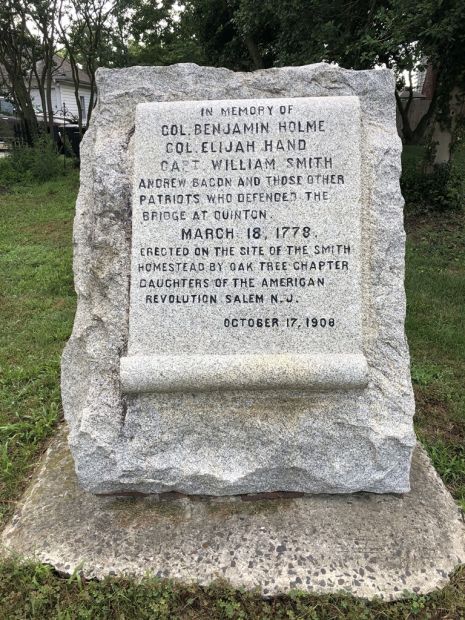 IN MEMORY OF
COL. BENJAMIN HOLME
COL. ELIJAH HAND
CAPT. WILLIAM SMITH
ANDREW BACON AND THOSE OTHER
PATRIOTS WHO DEFENDED THE
BRIDGE AT QUINTON.
MARCH 18, 1778.
ERECTED ON THE SITE OF THE SMITH
HOMESTEAD BY OAK TREE CHAPTER
DAUGHTERS OF THE AMERICAN
REVOLUTION SALEM N.J.
OCTOBER 17, 1908